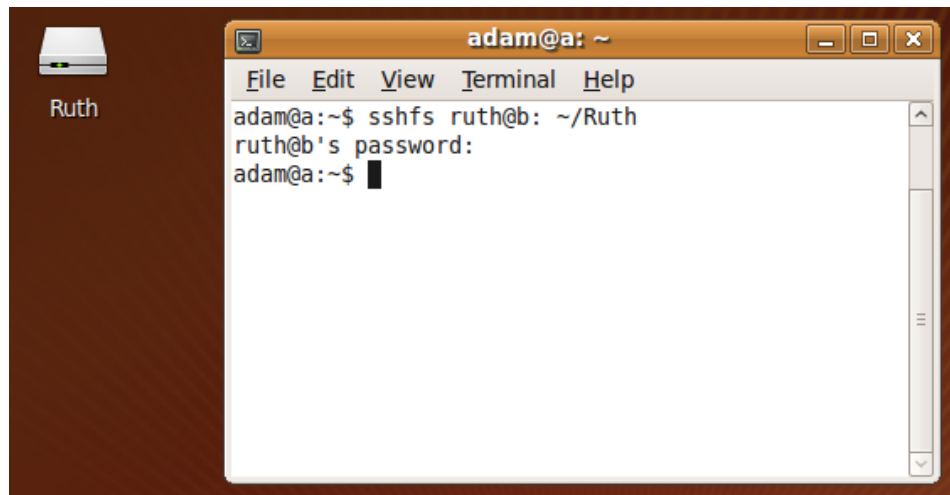 Ruth
adam@a: ~
File Edit View Terminal Help
adam@a:~$ sshfs ruth@b: ~/Ruth
ruth@b's password:
adam@a:~$